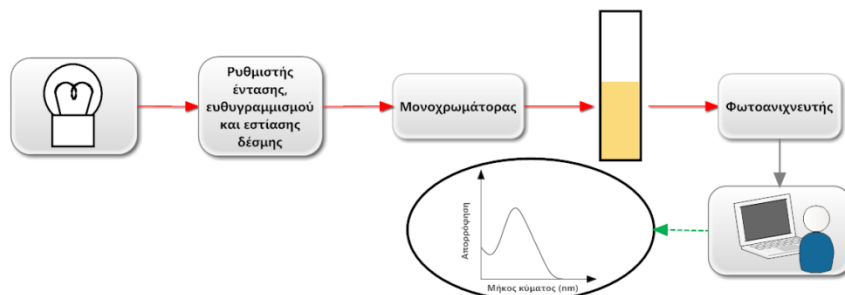 Ρυθμιστής
έντασης,
ευθυγραμμισμού
και εστίασης
δέσμης
Μονοχρωμάτορας
Φωτοανιχνευτής
Απορρόφηση
Μήκος κύματος (nm)